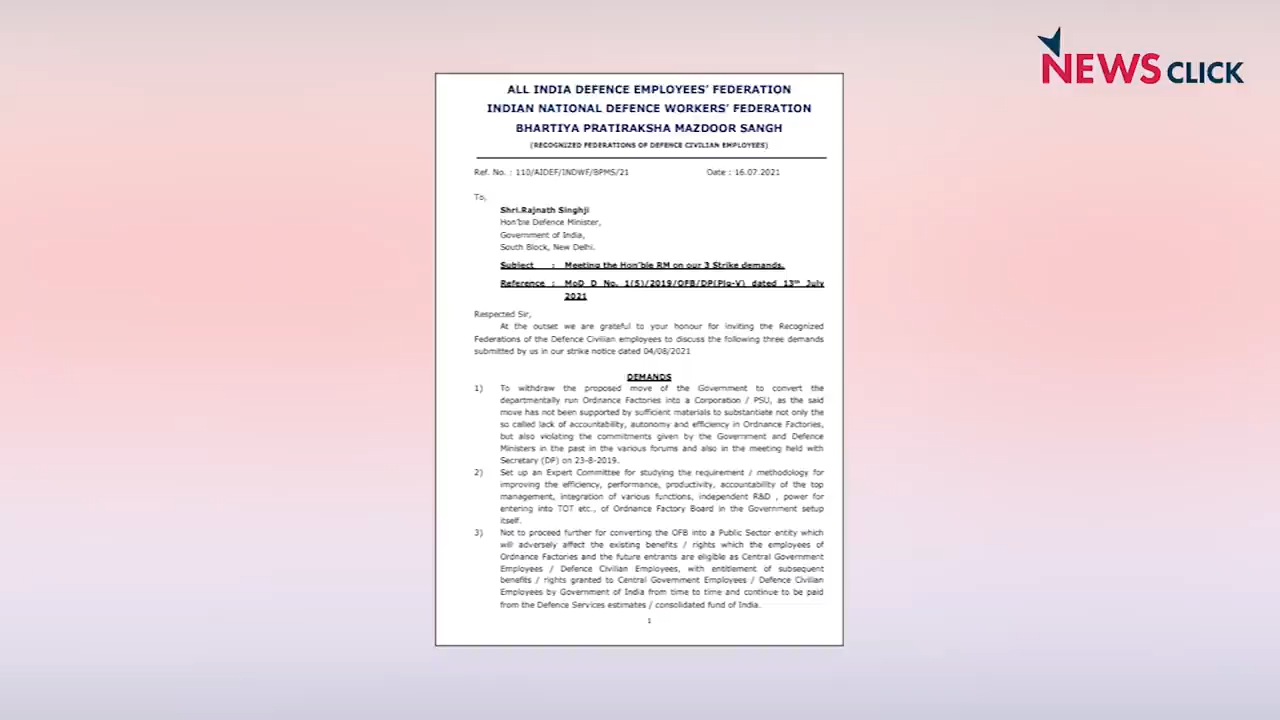 NEWS CLICK
ALL INDIA DEFENCE EMPLOYEES' FEDERATION
INDIAN NATIONAL DEFENCE WORKERS' FEDERATION
BHARTIYA PRATIRAKSHA MAZDOOR SANGH
(RECOGNIZED FEDERATIONS OF DEFENCE CIVILIAN EMPLOYEES)
Ref. No. : 110/AIDEF/INDWF/BPMS/21 Date : 16.07.2021
To,
Shri.Rajnath Singhji
Hon'ble Defence Minister,
Government of India,
South Block, New Delhi.
Subject : Meeting the Hon'ble RM on our 3 Strike demands.
Reference : MoD D No. 1(5)/2019/OFB/DP(Plg-V) dated 13th July
2021
Respected Sir,
At the outset we are grateful to your honour for inviting the Recognized
Federations of the Defence Civilian employees to discuss the following three demands
submitted by us in our strike notice dated 04/08/2021
DEMANDS
1) To withdraw the proposed move of the Government to convert the
departmentally run Ordnance Factories into a Corporation / PSU, as the said
move has not been supported by sufficient materials to substantiate not only the
so called lack of accountability, autonomy and efficiency in Ordnance Factories,
but also violating the commitments given by the Government and Defence
Ministers in the past in the various forums and also in the meeting held with
Secretary (DP) on 23-8-2019.
2) Set up an Expert Committee for studying the requirement / methodology for
improving the efficiency, performance, productivity, accountability of the top
management, integration of various functions, independent R&D , power for
entering into TOT etc., of Ordnance Factory Board in the Government setup
itself.
3) Not to proceed further for converting the OFB into a Public Sector entity which
will adversely affect the existing benefits / rights which the employees of
Ordnance Factories and the future entrants are eligible as Central Government
Employees / Defence Civilian Employees, with entitlement of subsequent
benefits / rights granted to Central Government Employees / Defence Civilian
Employees by Government of India from time to time and continue to be paid
from the Defence Services estimates / consolidated fund of India.
1